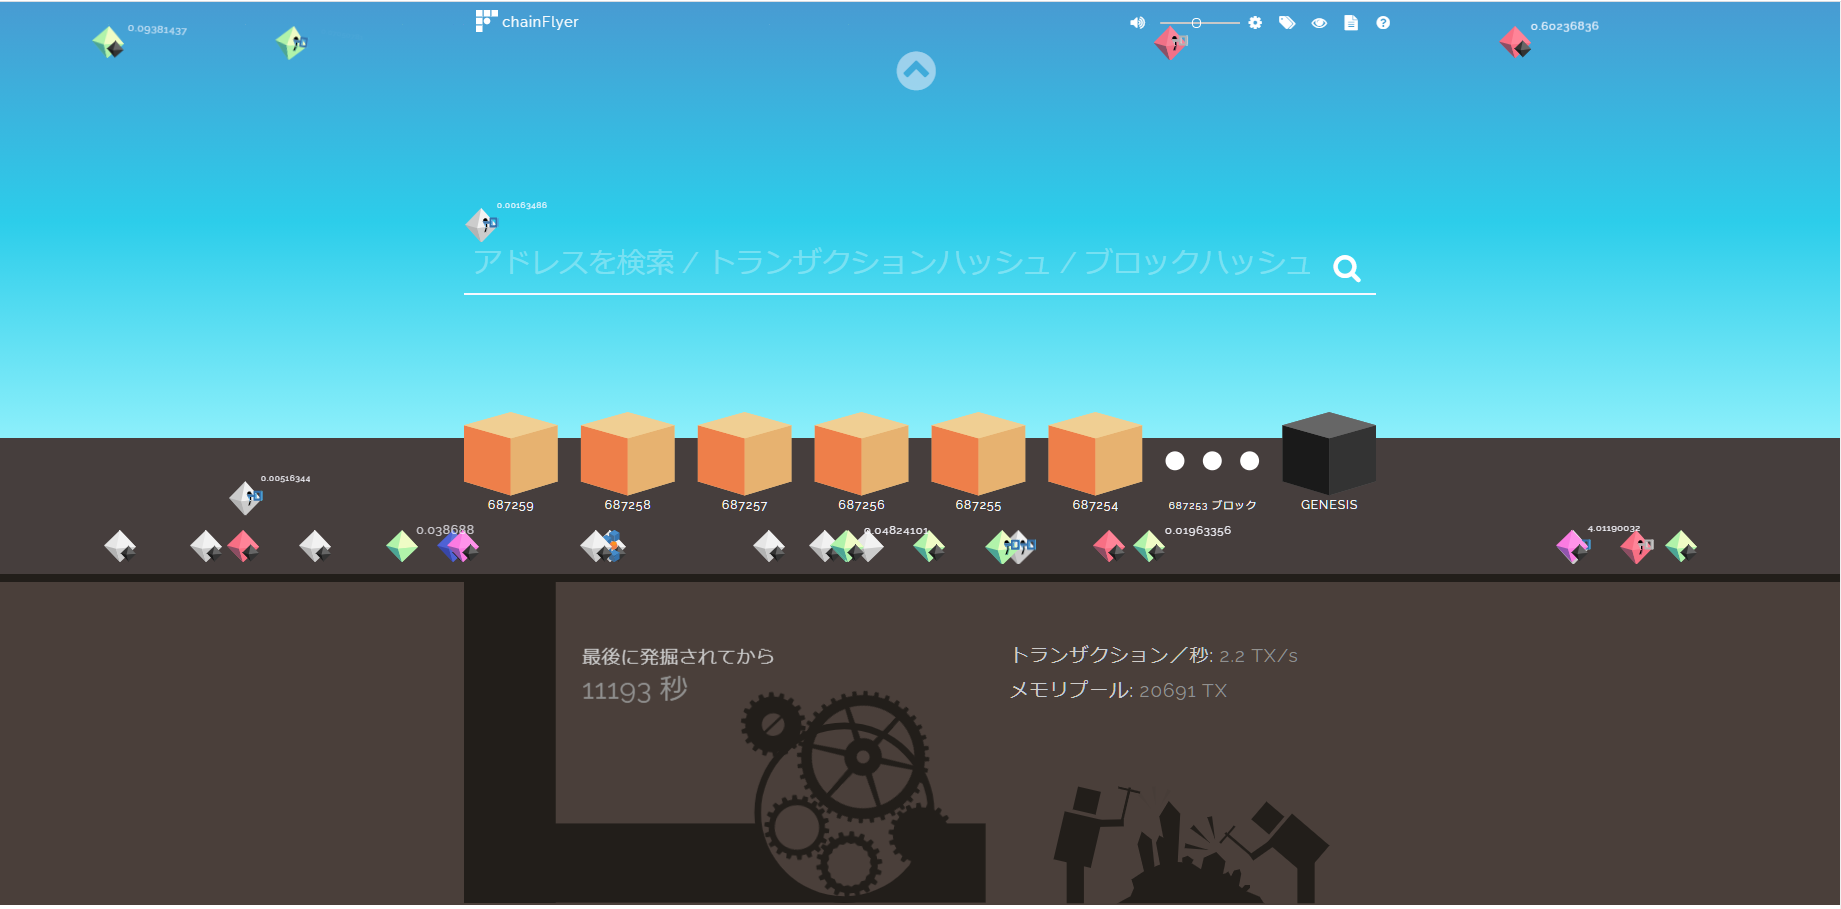 chainFlyer
0.09381437
0.60236836
0.00163486
アドレスを検索 / トランザクションハッシュ / ブロックハッシュ
687259
687258
687257
687256
687255
687254
687253 ブロック
GENESIS
0.00516344
0.038688
0.04824101
0.01963356
4.01190032
最後に発掘されてから
11193 秒
トランザクション／秒: 2.2 TX/s
メモリプール: 20691 TX